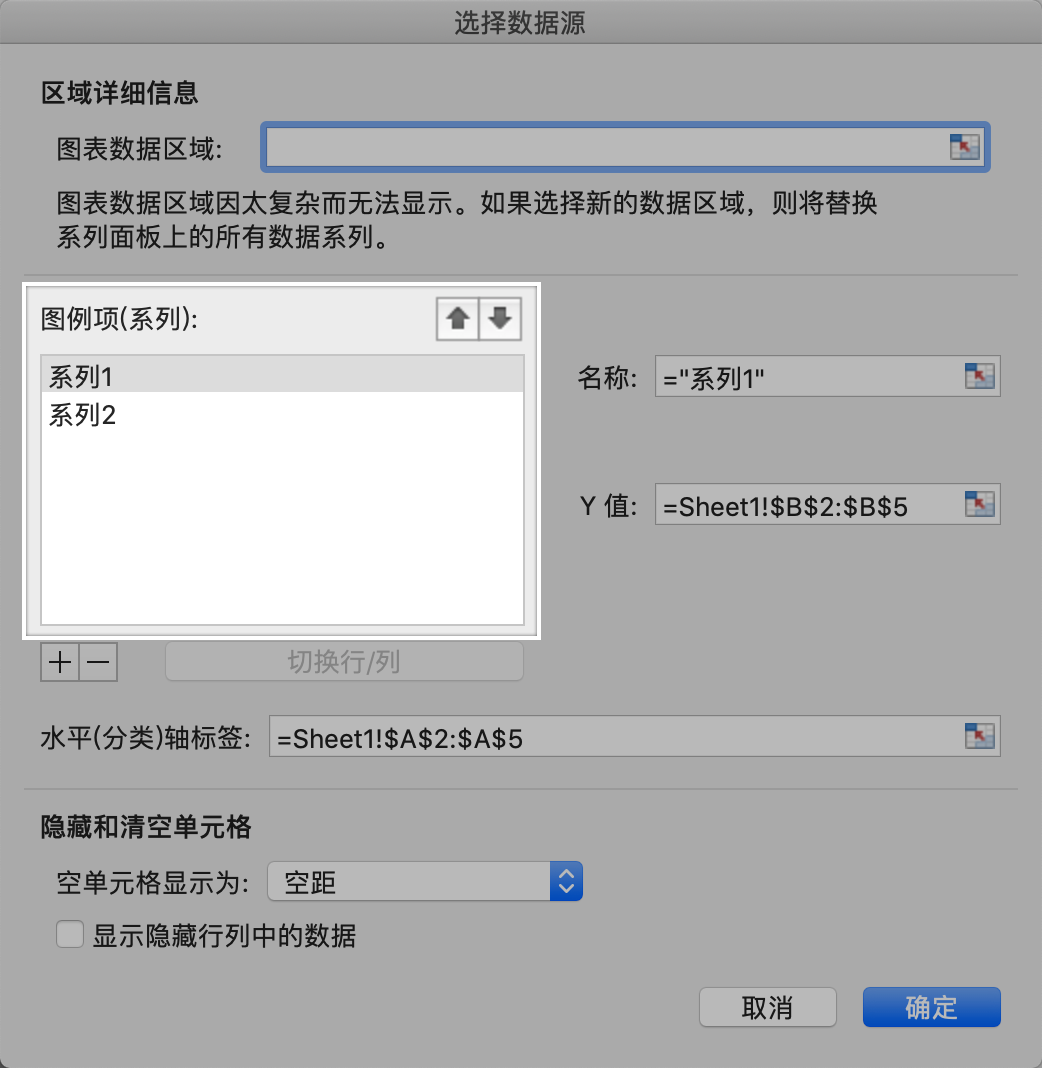 选择数据源
区域详细信息
图表数据区域:
图表数据区域因太复杂而无法显示。如果选择新的数据区域，则将替换
系列面板上的所有数据系列。
图例项(系列):
系列1
系列2
名称: ="系列1"
Y 值: =Sheet1!$B$2:$B$5
切换行/列
水平(分类)轴标签: =Sheet1!$A$2:$A$5
隐藏和清空单元格
空单元格显示为: 空距
显示隐藏行列中的数据
取消 确定